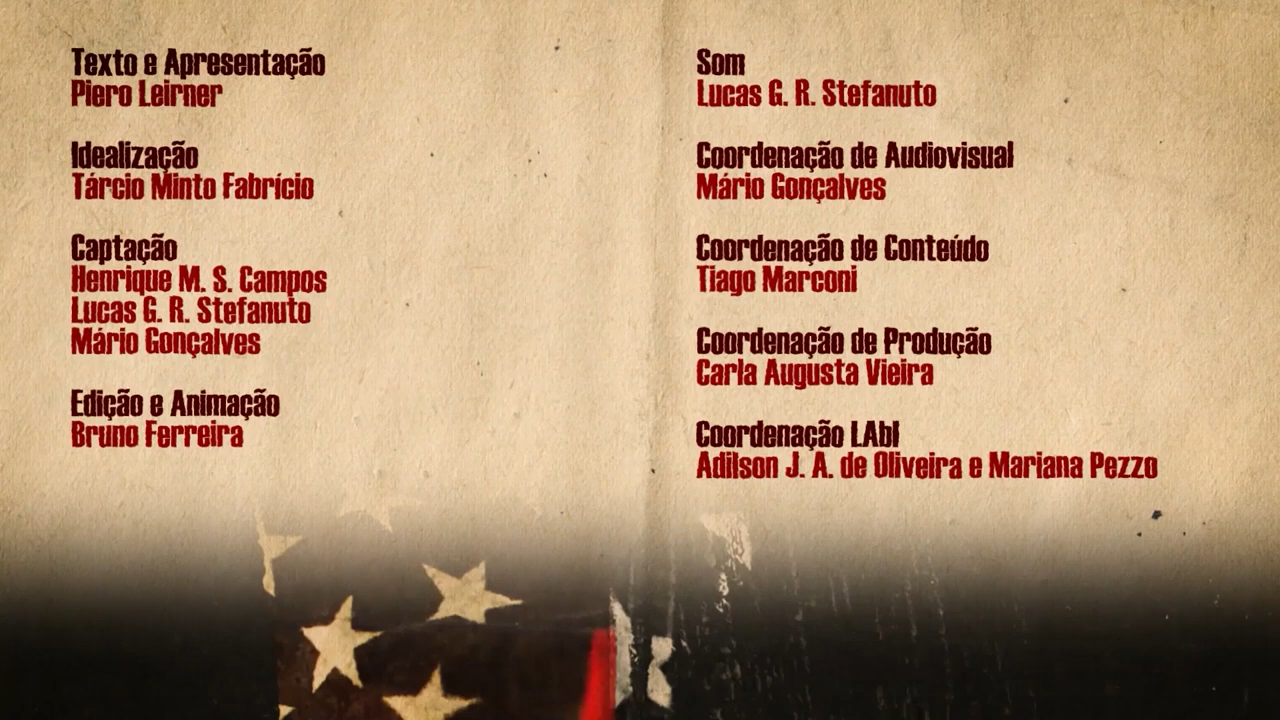 Texto e Apresentação
Piero Leirner
Idealização
Tárcio Minto Fabrício
Captação
Henrique M. S. Campos
Lucas G. R. Stefanuto
Mário Gonçalves
Edição e Animação
Bruno Ferreira
Som
Lucas G. R. Stefanuto
Coordenação de Audiovisual
Mário Gonçalves
Coordenação de Conteúdo
Tiago Marconi
Coordenação de Produção
Carla Augusta Vieira
Coordenação LAbI
Adilson J. A. de Oliveira e Mariana Pezzo